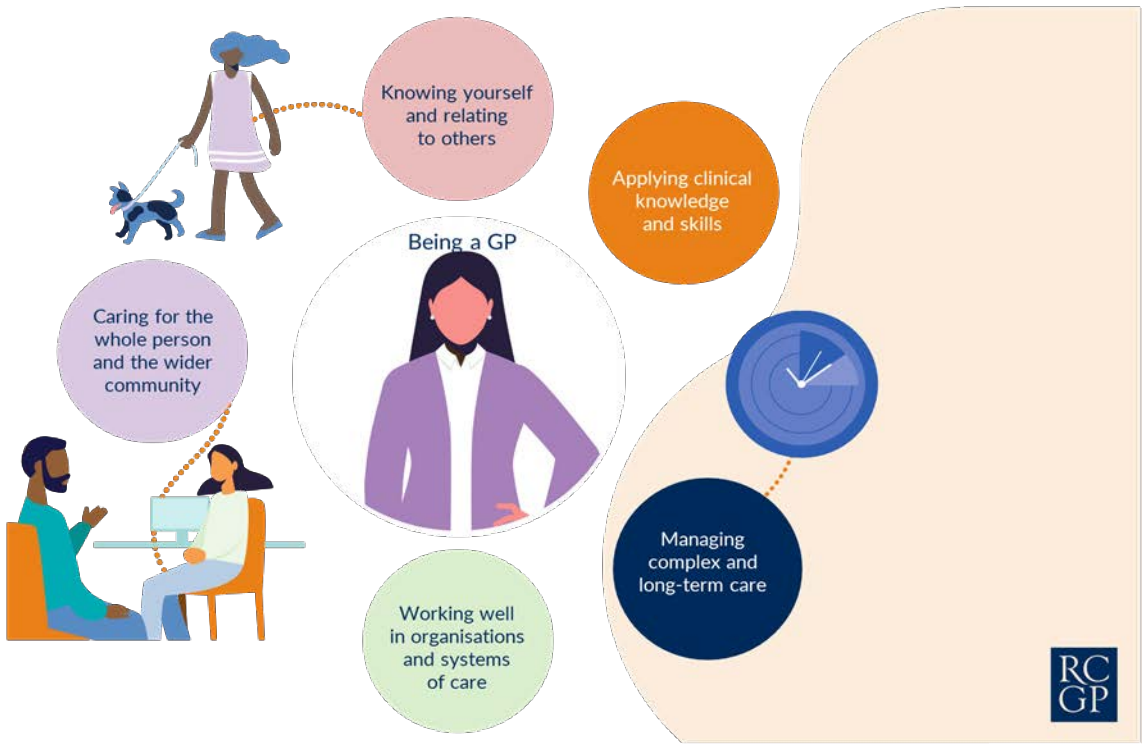 Knowing yourself
and relating
to others
Applying clinical
knowledge
and skills
Being a GP
Caring for the
whole person
and the wider
community
Managing
complex and
long-term care
Working well
in organisations
and systems
of care
RC
GP